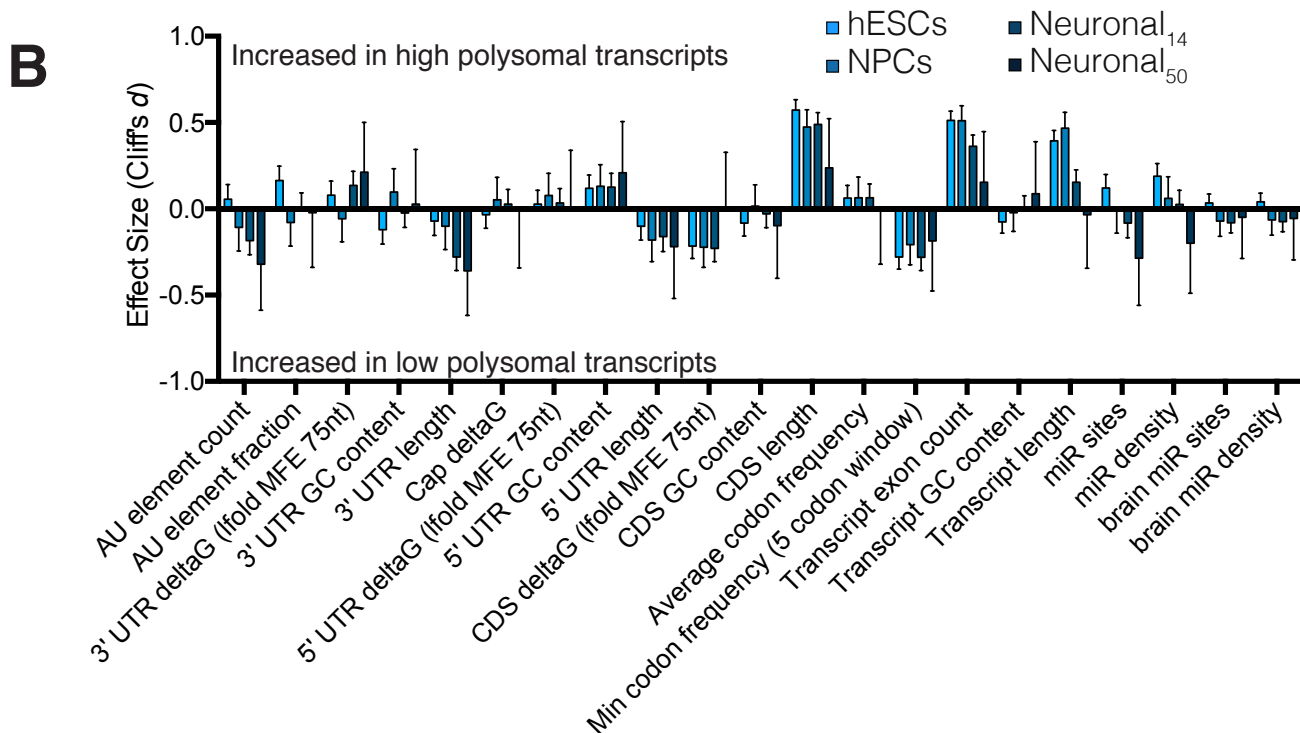 B
hESCs
NPCs
Neuronal14
Neuronal50
Effect Size (Cliff's d)
1.0
0.5
0.0
-0.5
-1.0
Increased in high polysomal transcripts
Increased in low polysomal transcripts
AU element count
AU element fraction
3' UTR deltaG (lfold MFE 75nt)
3' UTR GC content
3' UTR length
Cap deltaG
5' UTR deltaG (lfold MFE 75nt)
5' UTR GC content
5' UTR length
CDS deltaG (lfold MFE 75nt)
CDS GC content
CDS length
Average codon frequency
Min codon frequency (5 codon window)
Transcript exon count
Transcript GC content
Transcript length
miR sites
miR density
brain miR sites
brain miR density